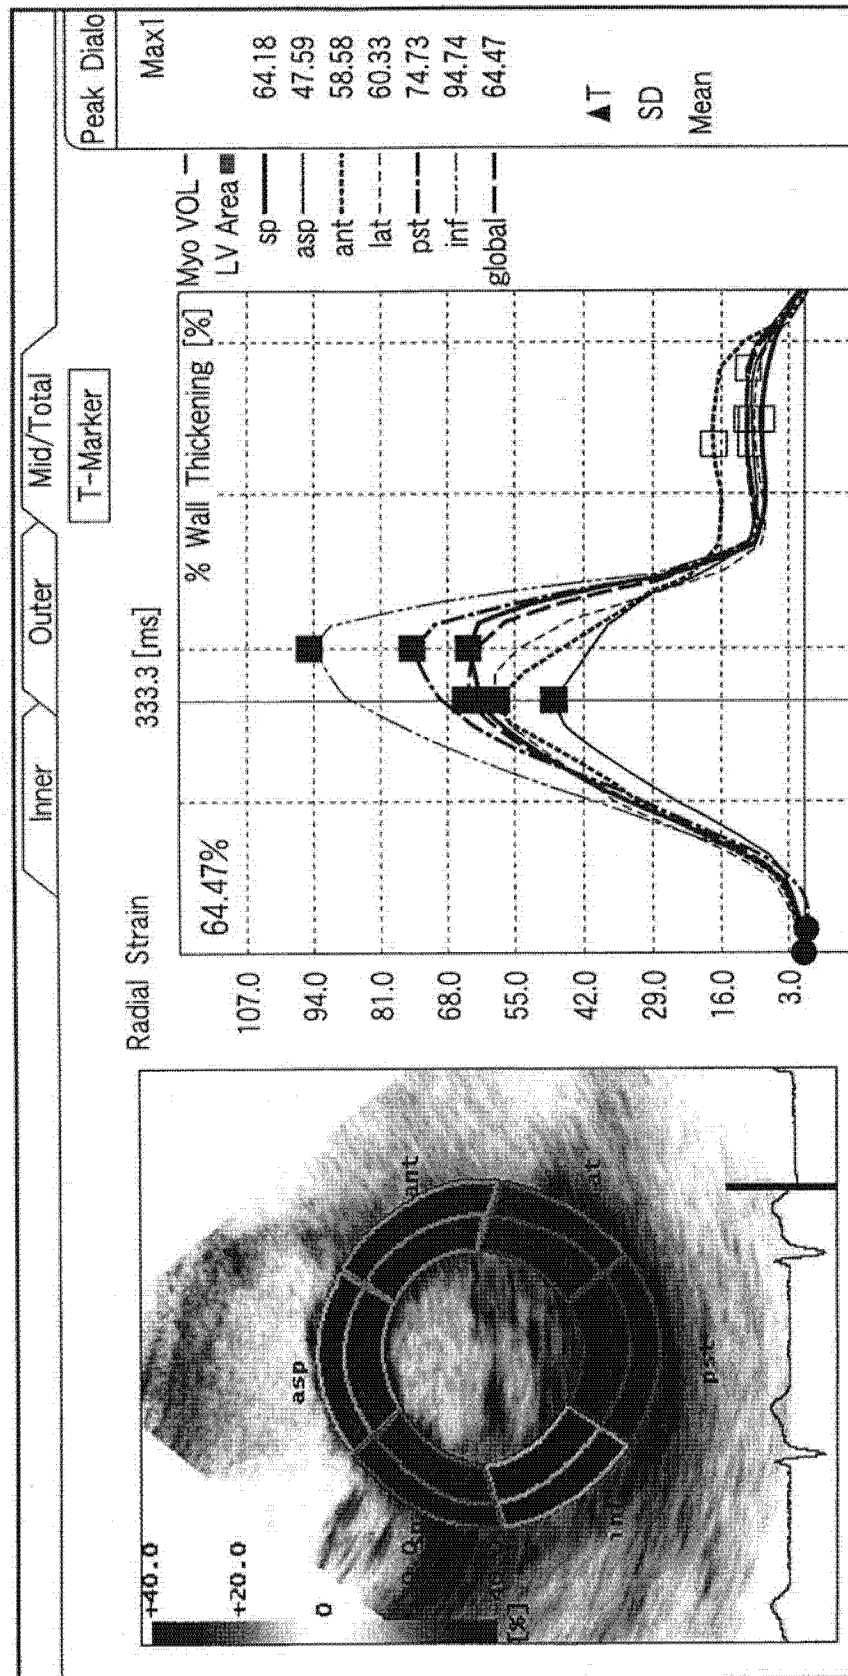 Inner
Outer
Mid/Total
T-Marker
Peak Dialo
Max1
Radial Strain
333.3 [ms]
64.47%
% Wall Thickening [%]
107.0
94.0
81.0
68.0
55.0
42.0
29.0
16.0
3.0
Myo VOL
LV Area
sp 64.18
asp 47.59
ant 58.58
lat 60.33
pst 74.73
inf 94.74
global 64.47
▲T
SD
Mean
+40.0
+20.0
0
[%]
asp
ant
pst